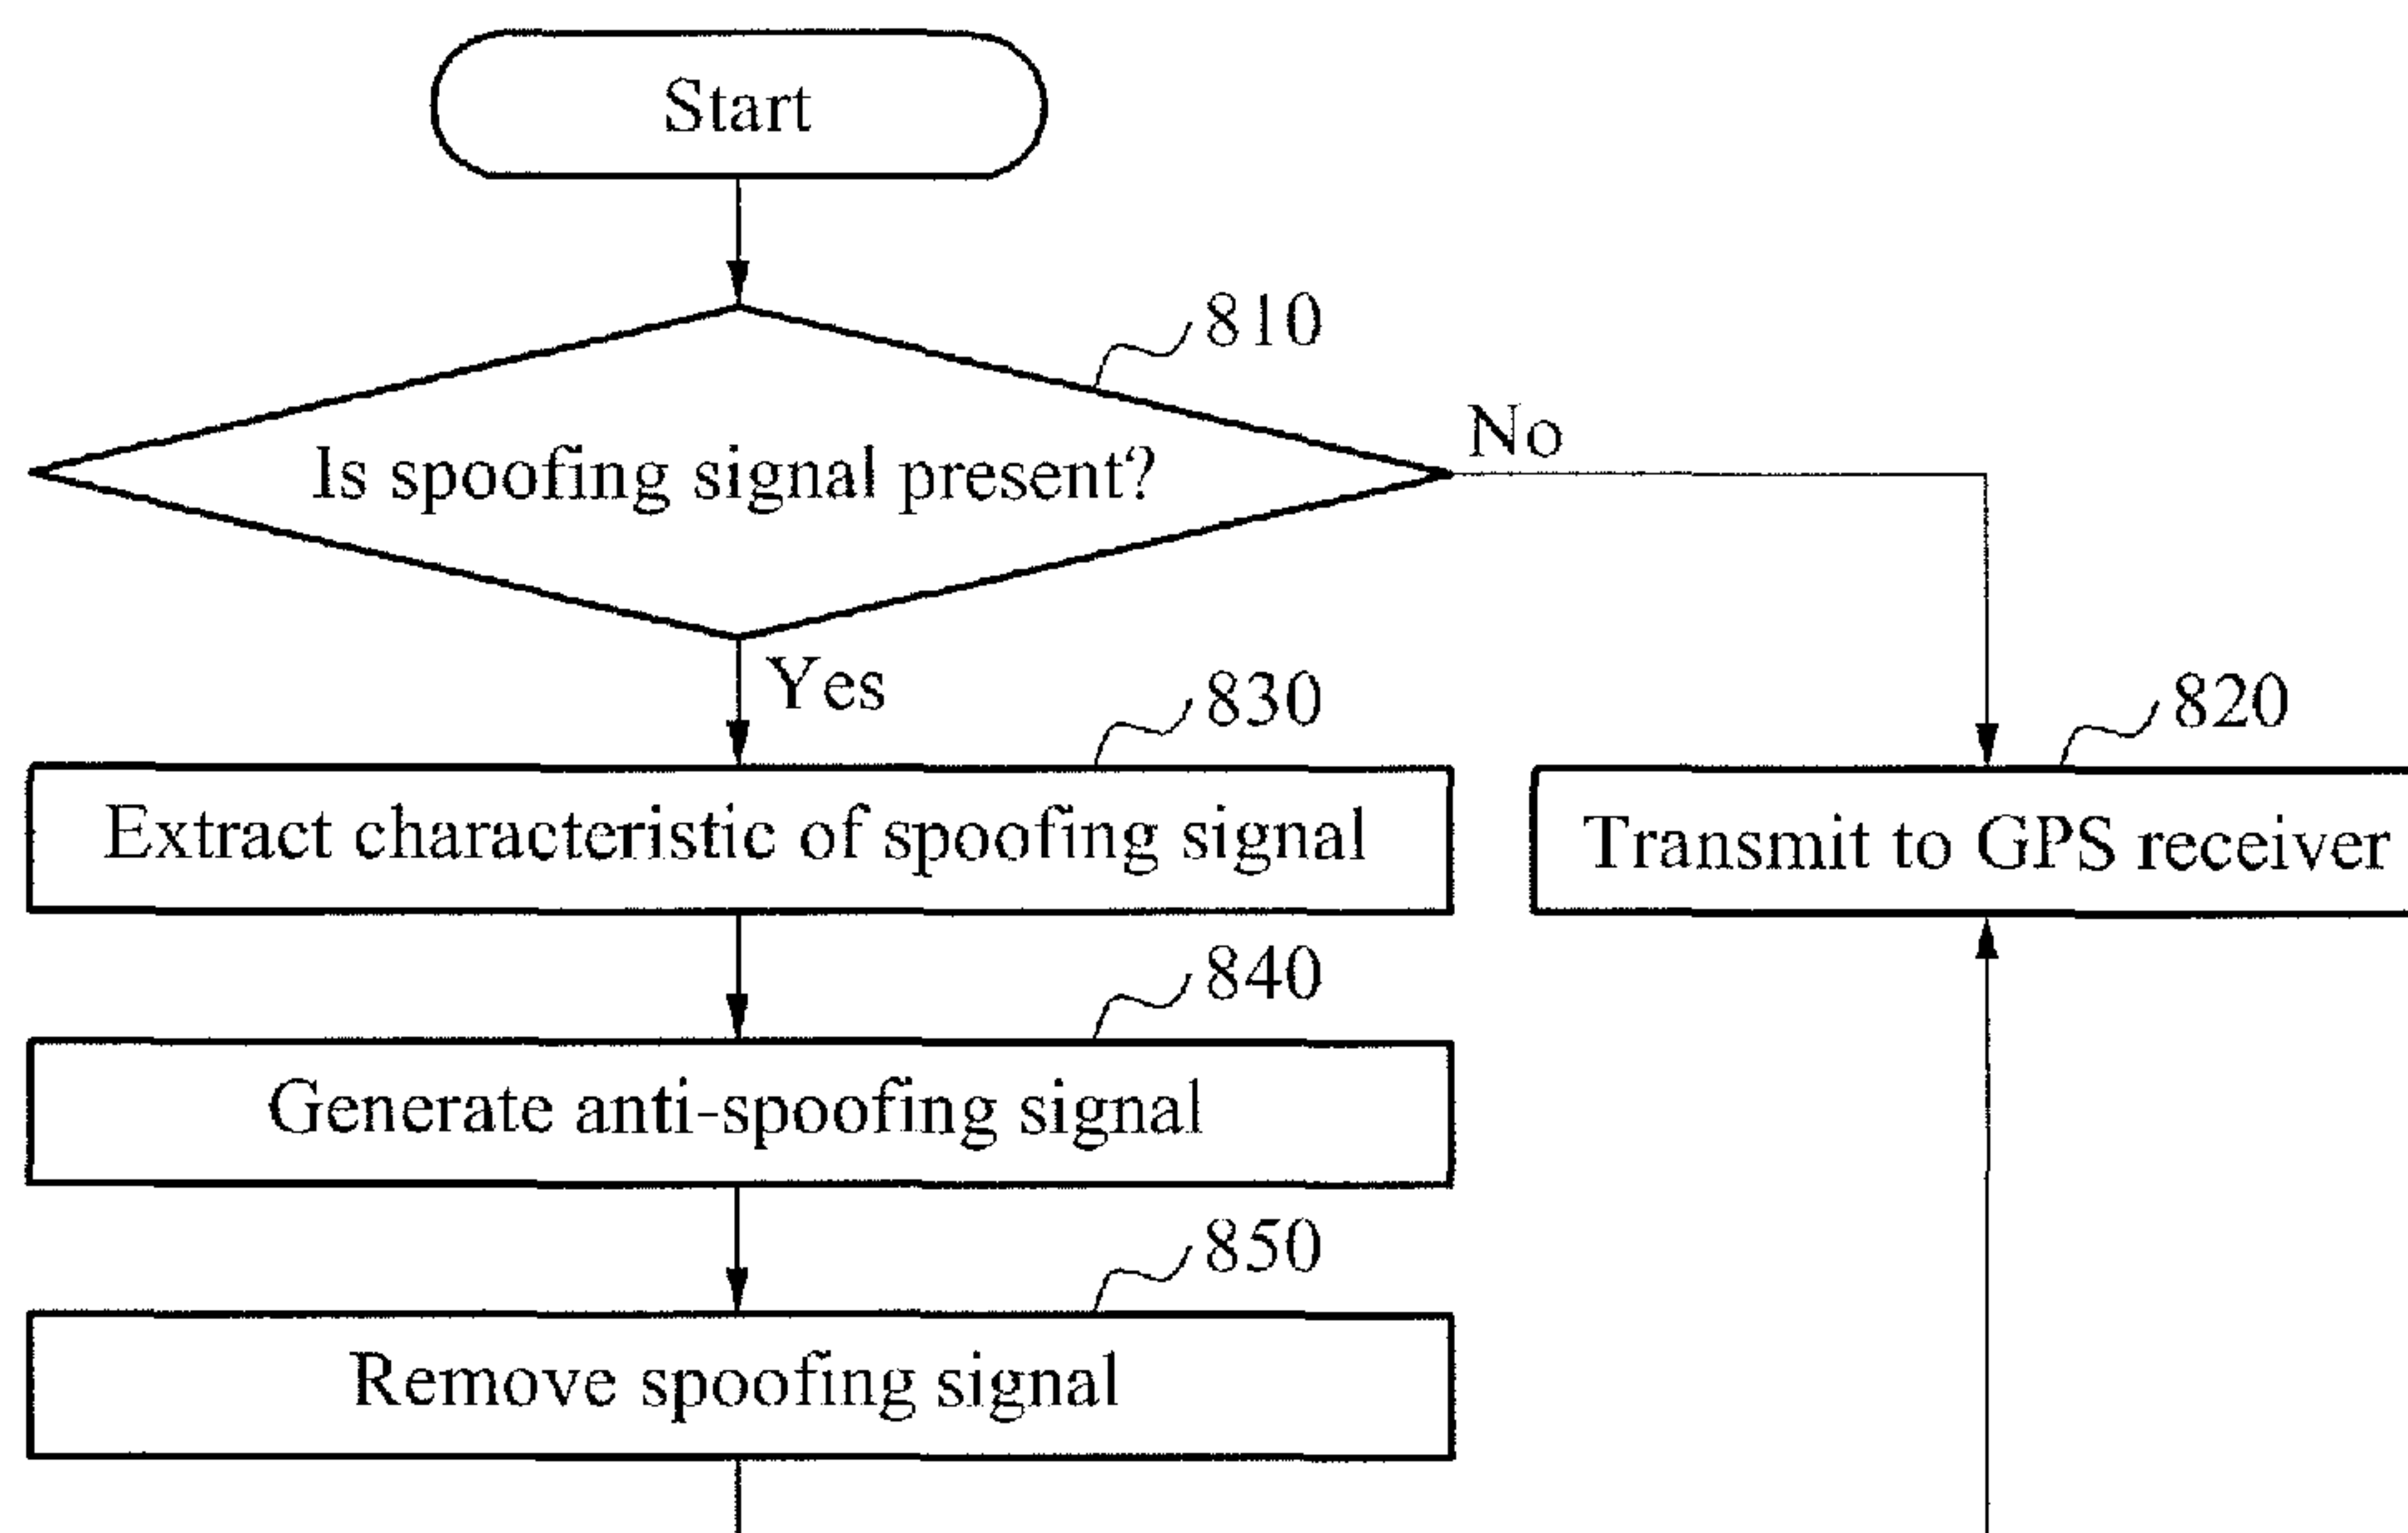 Start
810
Is spoofing signal present?
No
Yes
830
820
Extract characteristic of spoofing signal
Transmit to GPS receiver
840
Generate anti-spoofing signal
850
Remove spoofing signal